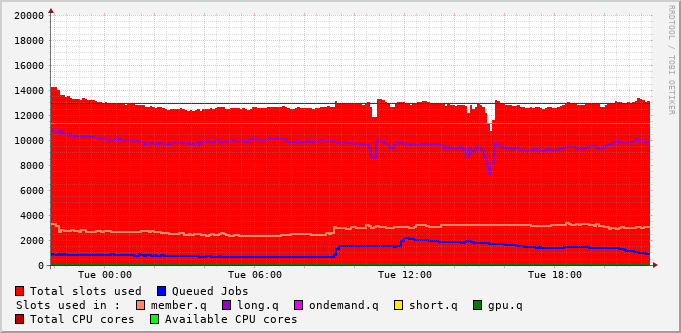 RRDTOOL / TOBI OETIKER
20000
18000
16000
14000
12000
10000
8000
6000
4000
2000
0
Tue 00:00 Tue 06:00 Tue 12:00 Tue 18:00
Total slots used Queued Jobs
Slots used in : member.q long.q ondemand.q short.q gpu.q
Total CPU cores Available CPU cores